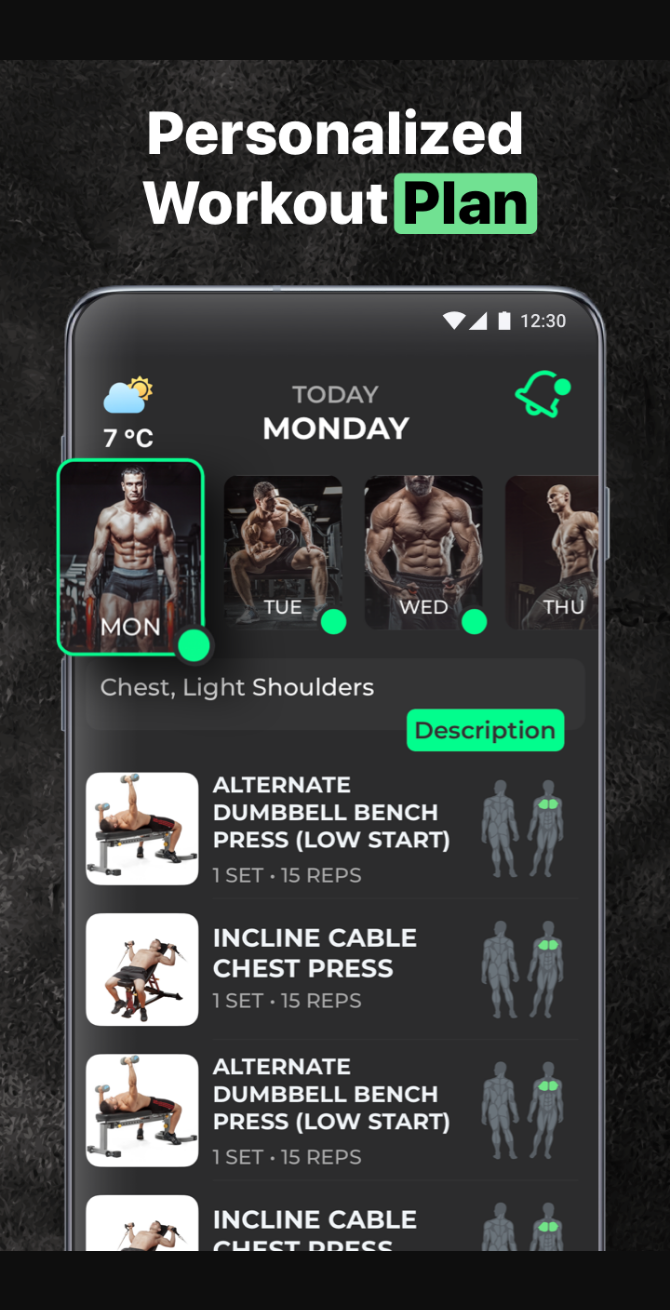 Personalized
Workout Plan
12:30
7 °C
TODAY
MONDAY
MON
TUE
WED
THU
Chest, Light Shoulders
Description
ALTERNATE
DUMBBELL BENCH
PRESS (LOW START)
1 SET • 15 REPS
INCLINE CABLE
CHEST PRESS
1 SET • 15 REPS
ALTERNATE
DUMBBELL BENCH
PRESS (LOW START)
1 SET • 15 REPS
INCLINE CABLE
CHEST PRESS